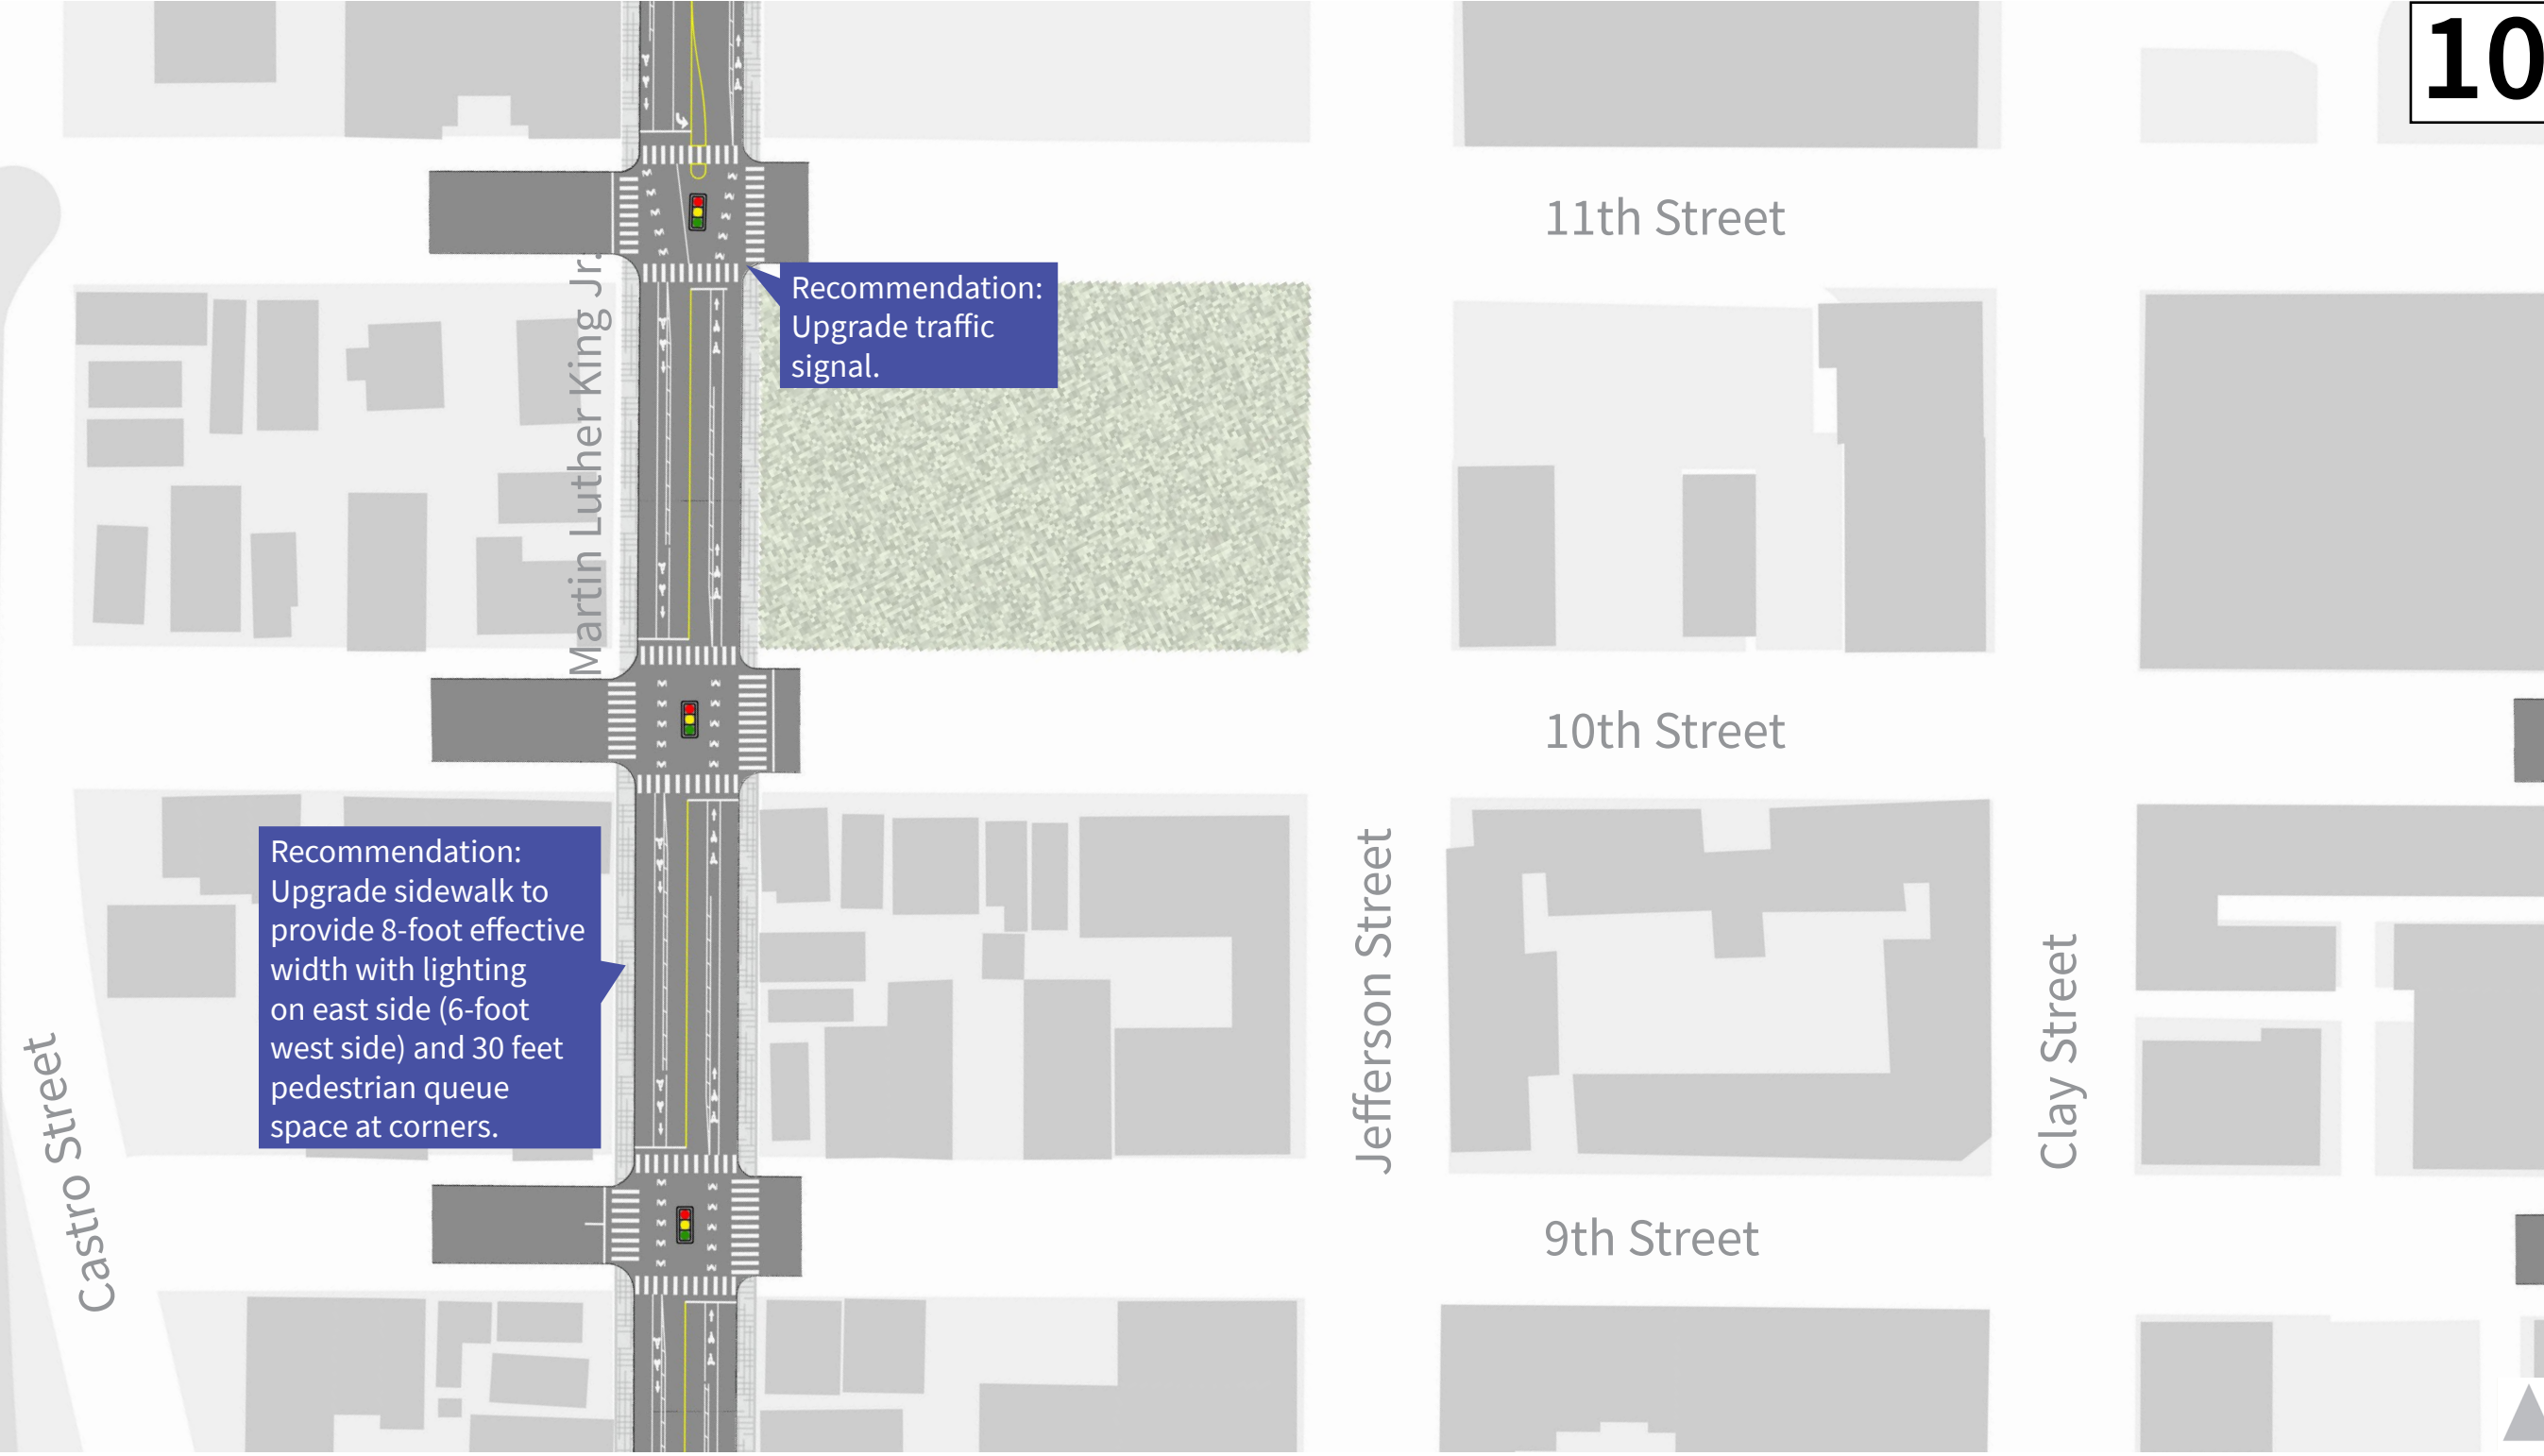 10
11th Street
Martin Luther King Jr.
Recommendation:
Upgrade traffic
signal.
10th Street
Recommendation:
Upgrade sidewalk to
provide 8-foot effective
width with lighting
on east side (6-foot
west side) and 30 feet
pedestrian queue
space at corners.
Jefferson Street
Clay Street
Castro Street
9th Street